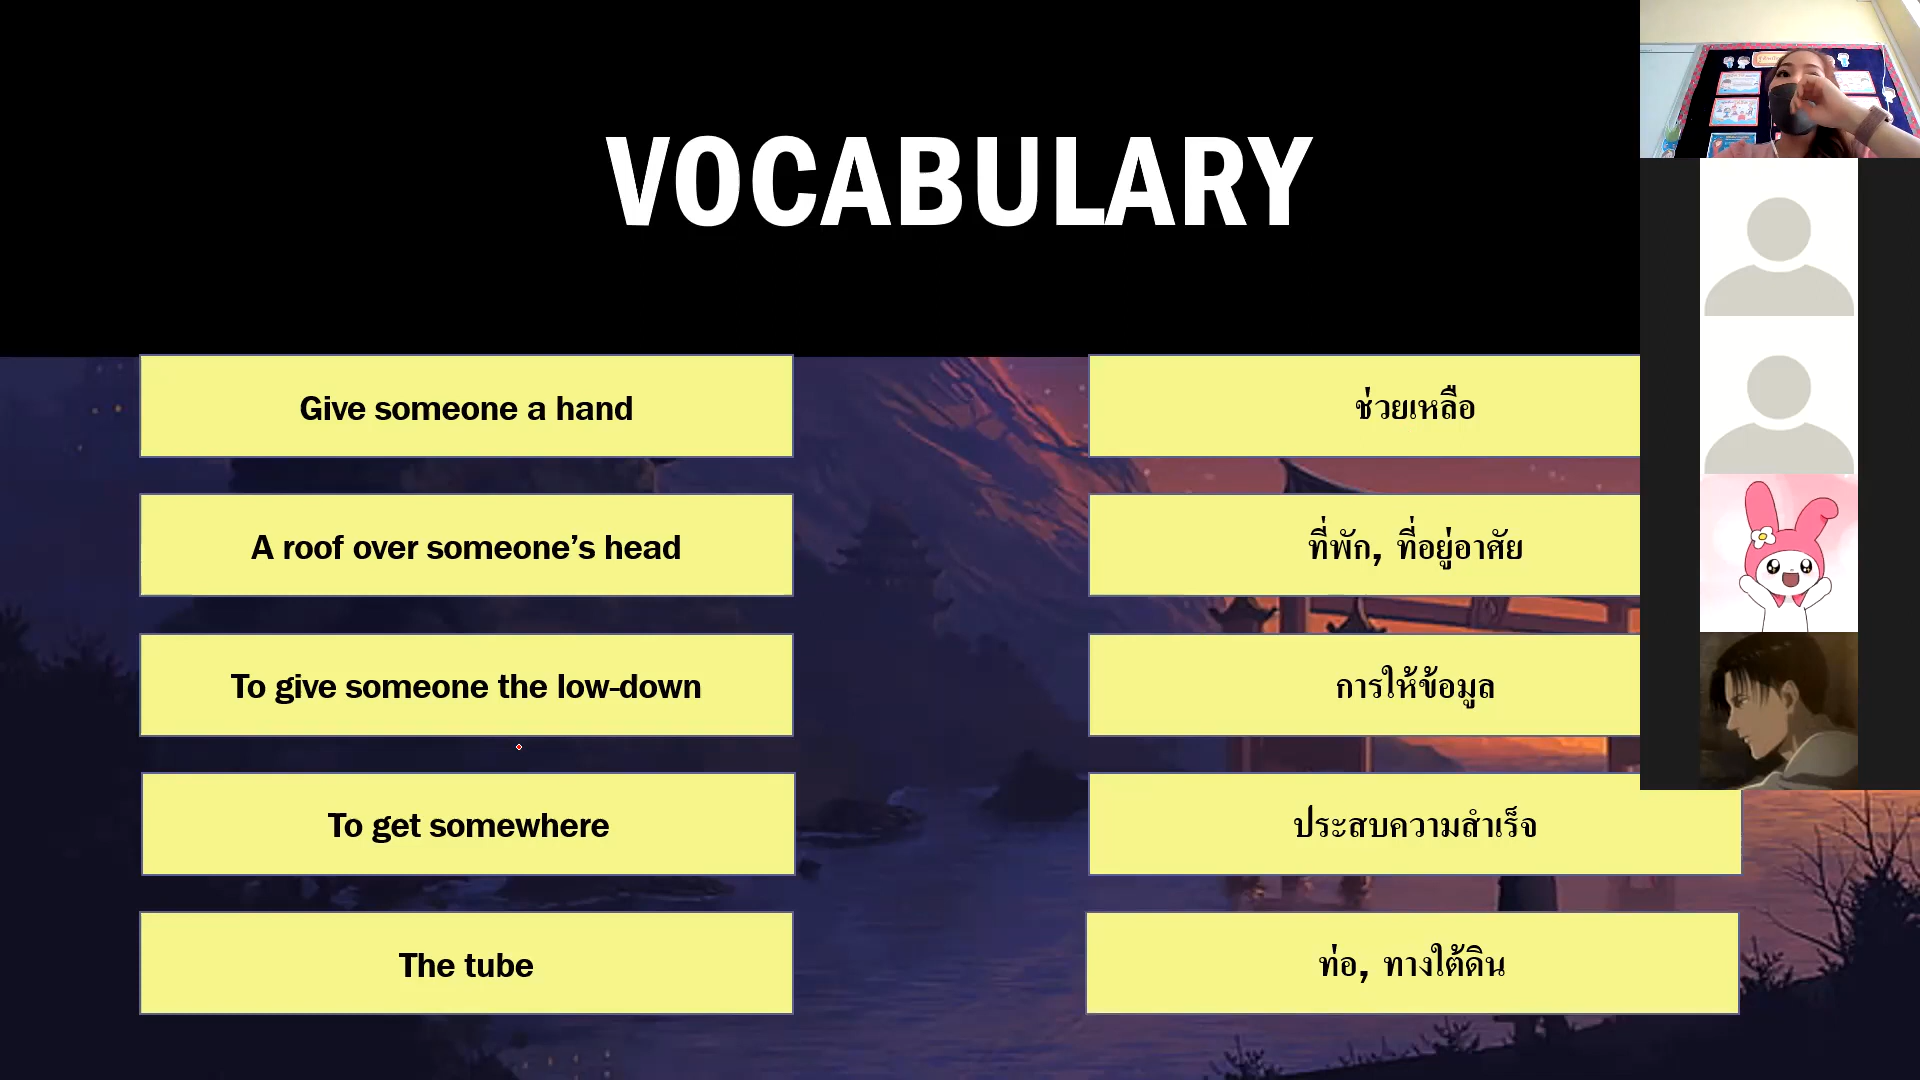 VOCABULARY
Give someone a hand
ช่วยเหลือ
A roof over someone’s head
ที่พัก, ที่อยู่อาศัย
To give someone the low-down
การให้ข้อมูล
To get somewhere
ประสบความสำเร็จ
The tube
ท่อ, ทางใต้ดิน